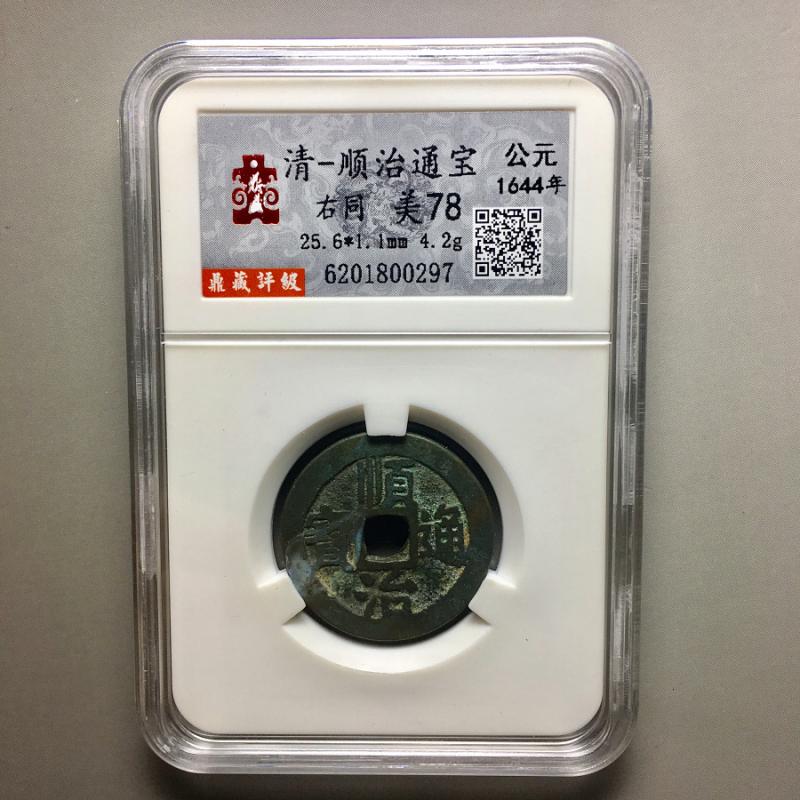 清-顺治通宝
公元
1644年
右同 美78
25.6*1.1mm 4.2g
鼎藏評級
6201800297
順治通寳